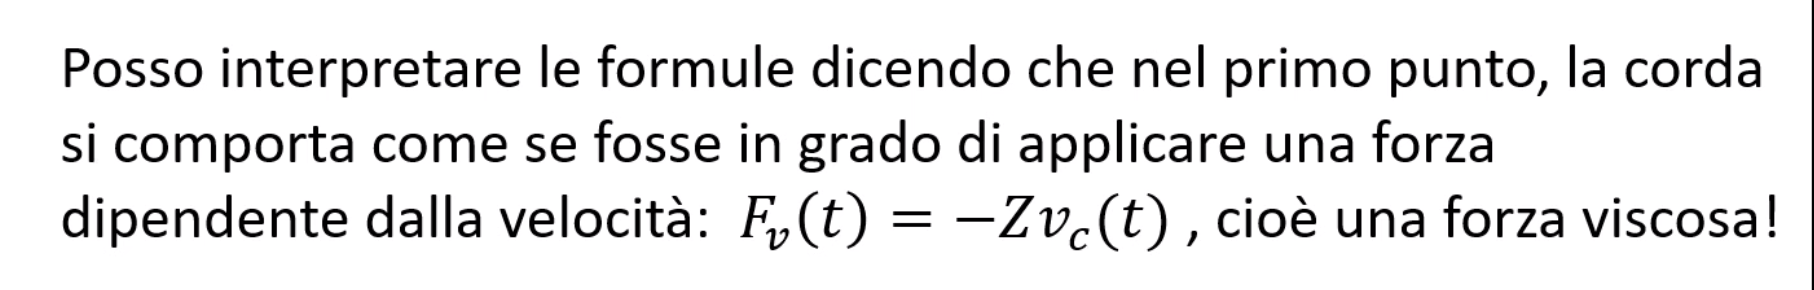 Posso interpretare le formule dicendo che nel primo punto, la corda
si comporta come se fosse in grado di applicare una forza
dipendente dalla velocità: F_v(t) = −Zv_c(t) , cioè una forza viscosa!